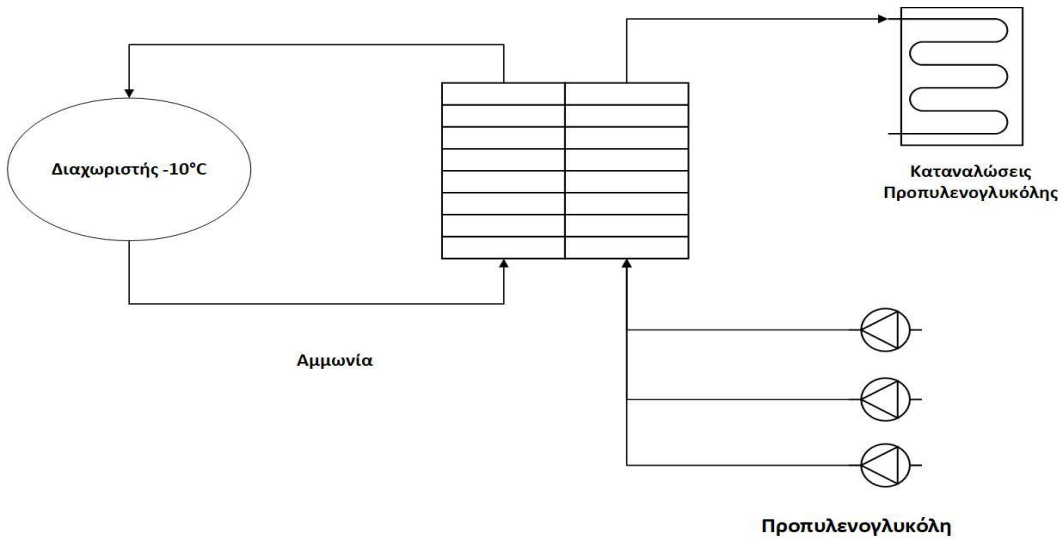 Διαχωριστής -10°C
Καταναλώσεις
Προπυλενογλυκόλης
Αμμωνία
Προπυλενογλυκόλη